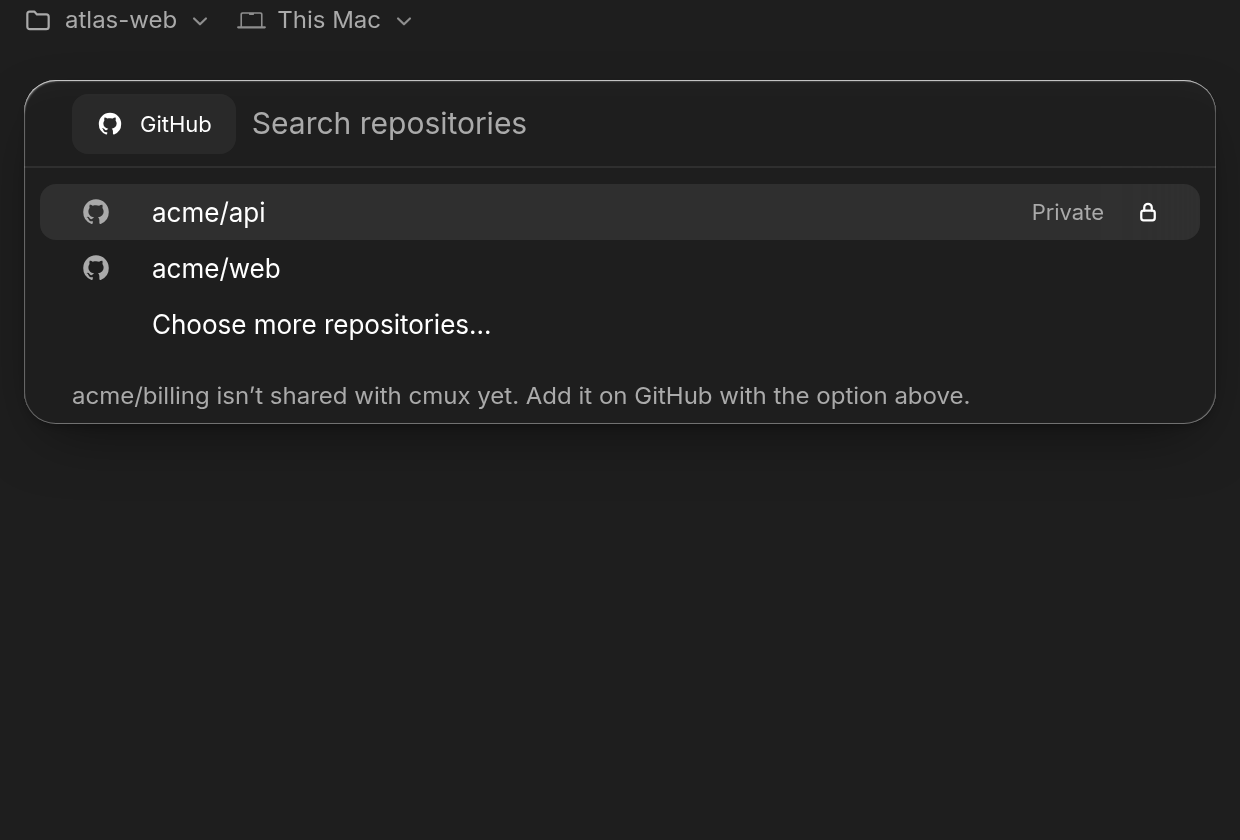 atlas-web This Mac
GitHub Search repositories
acme/api Private
acme/web
Choose more repositories...
acme/billing isn’t shared with cmux yet. Add it on GitHub with the option above.